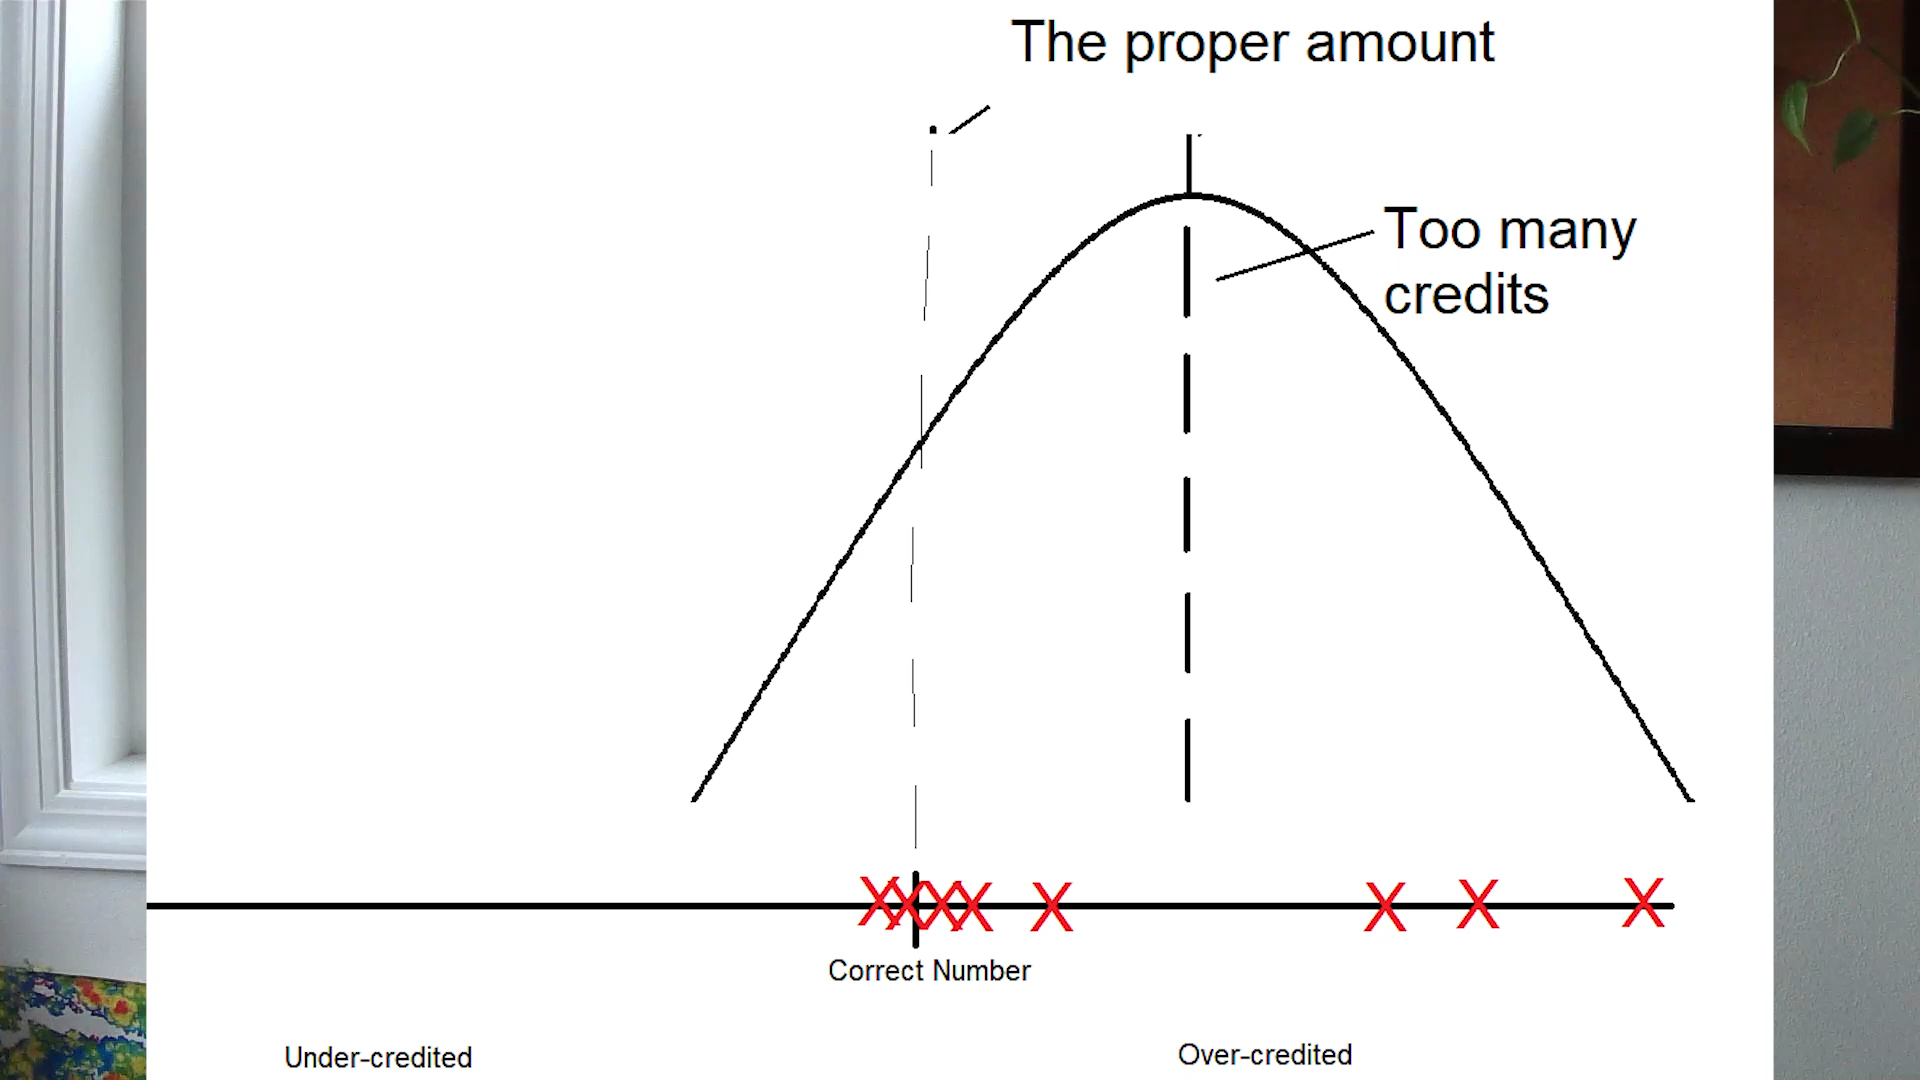 The proper amount
Too many
credits
Correct Number
Under-credited
Over-credited